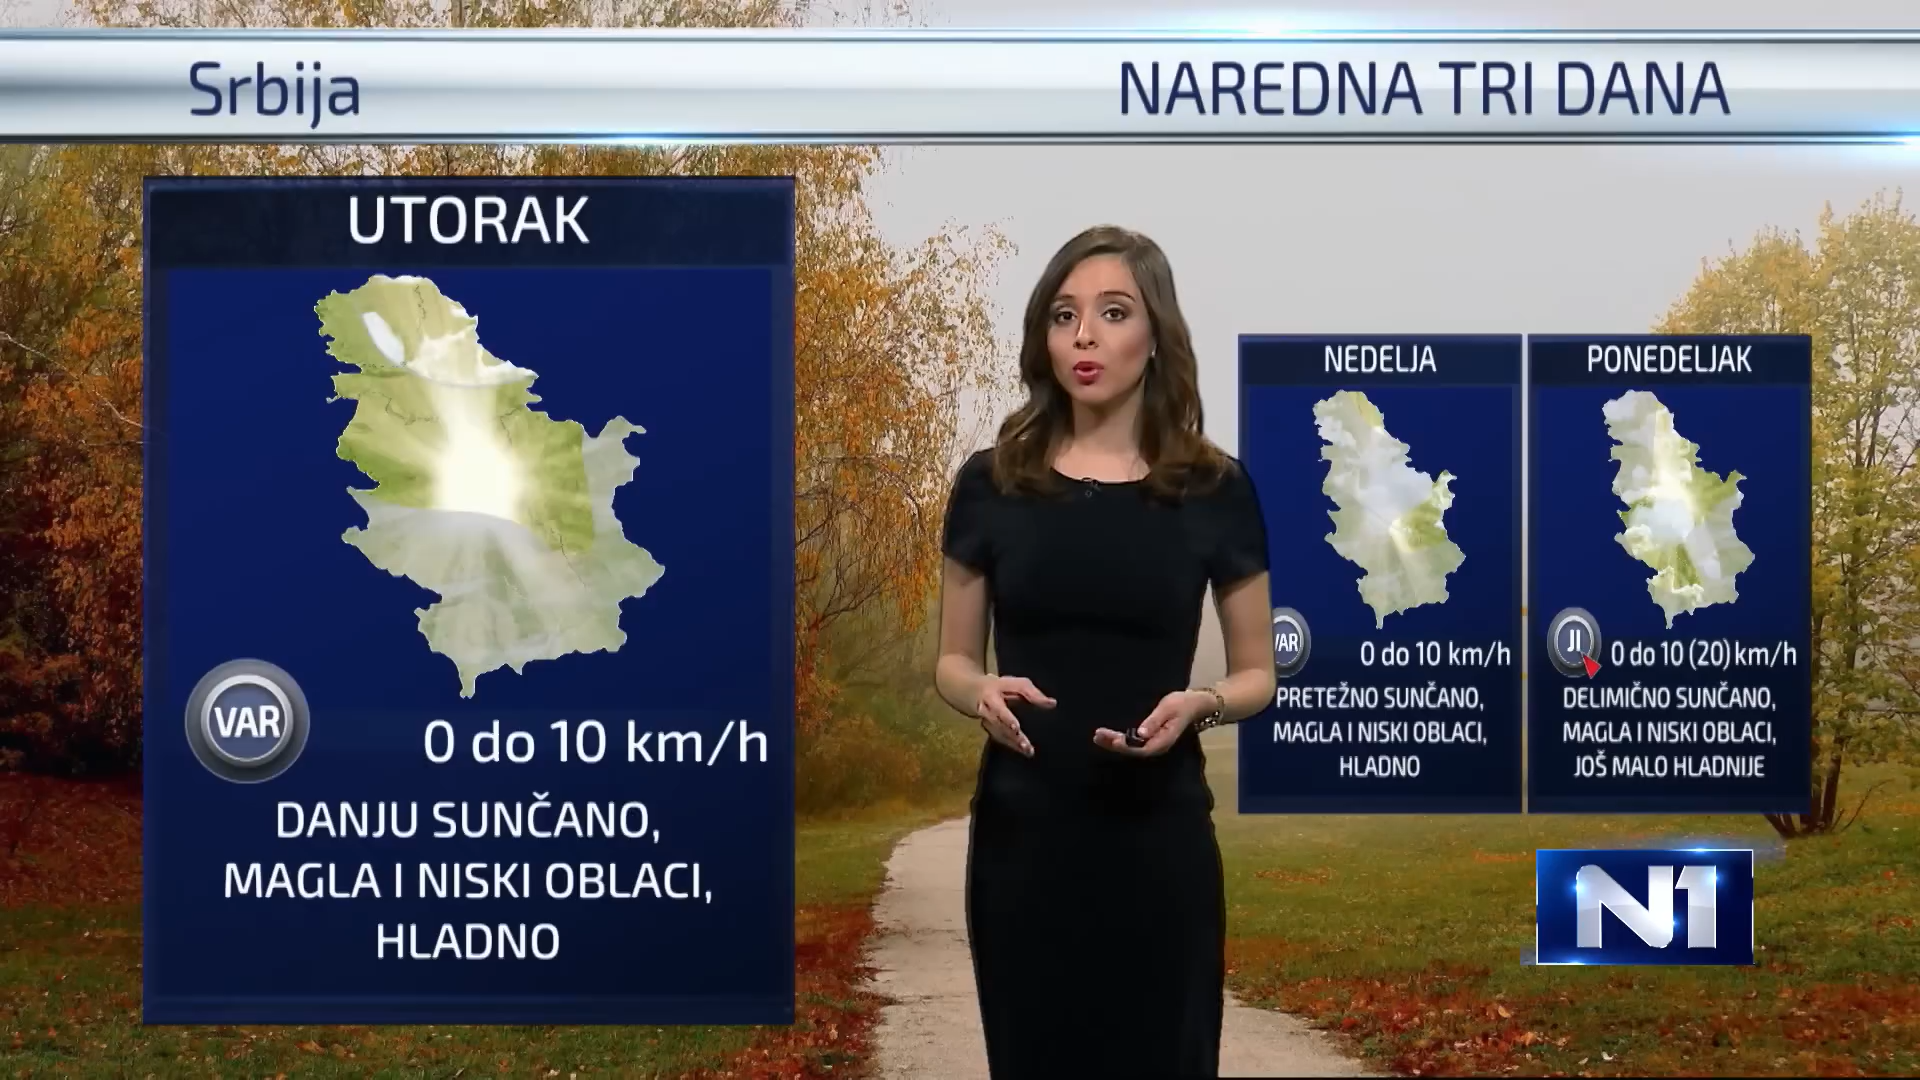 Srbija
NAREDNA TRI DANA
UTORAK
VAR
0 do 10 km/h
DANJU SUNČANO,
MAGLA I NISKI OBLACI,
HLADNO
NEDELJA
VAR
0 do 10 km/h
PRETEŽNO SUNČANO,
MAGLA I NISKI OBLACI,
HLADNO
PONEDELJAK
JI
0 do 10 (20) km/h
DELIMIČNO SUNČANO,
MAGLA I NISKI OBLACI,
JOŠ MALO HLADNIJE
N1